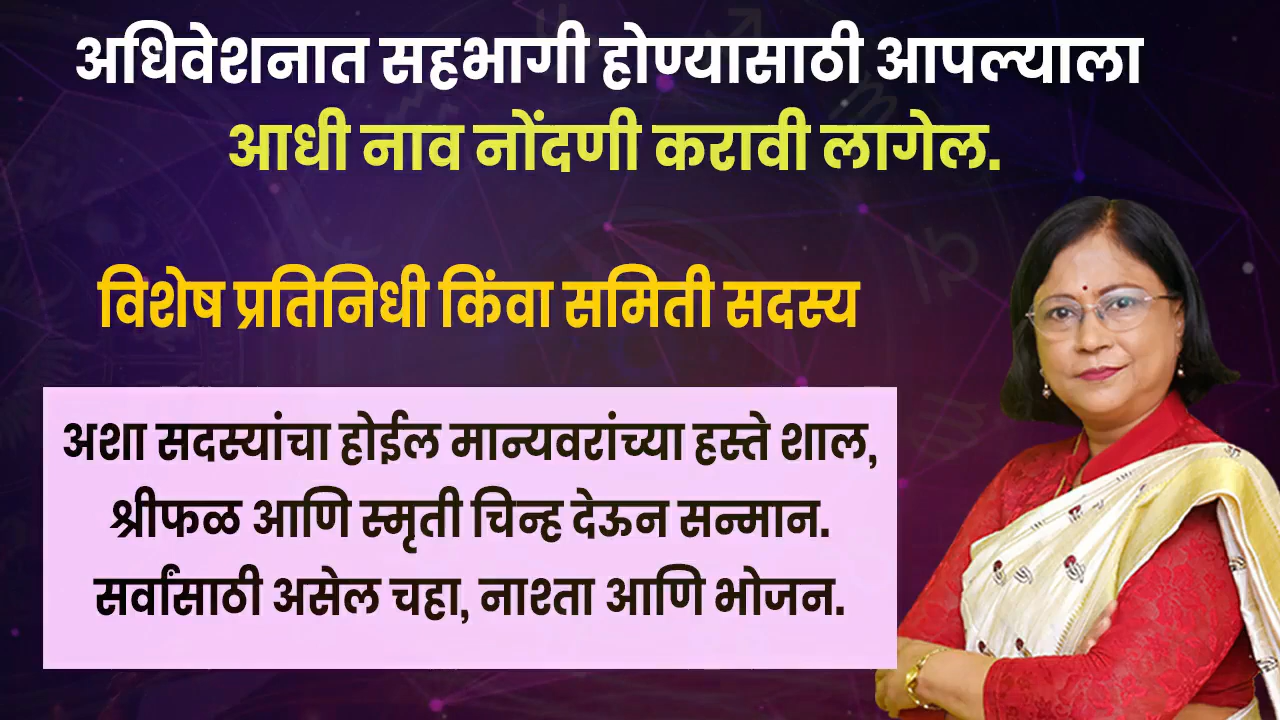 अधिवेशनात सहभागी होण्यासाठी आपल्याला
आधी नाव नोंदणी करावी लागेल.
विशेष प्रतिनिधी किंवा समिती सदस्य
अशा सदस्यांचा होईल मान्यवरांच्या हस्ते शाल,
श्रीफळ आणि स्मृती चिन्ह देऊन सन्मान.
सर्वांसाठी असेल चहा, नाश्ता आणि भोजन.